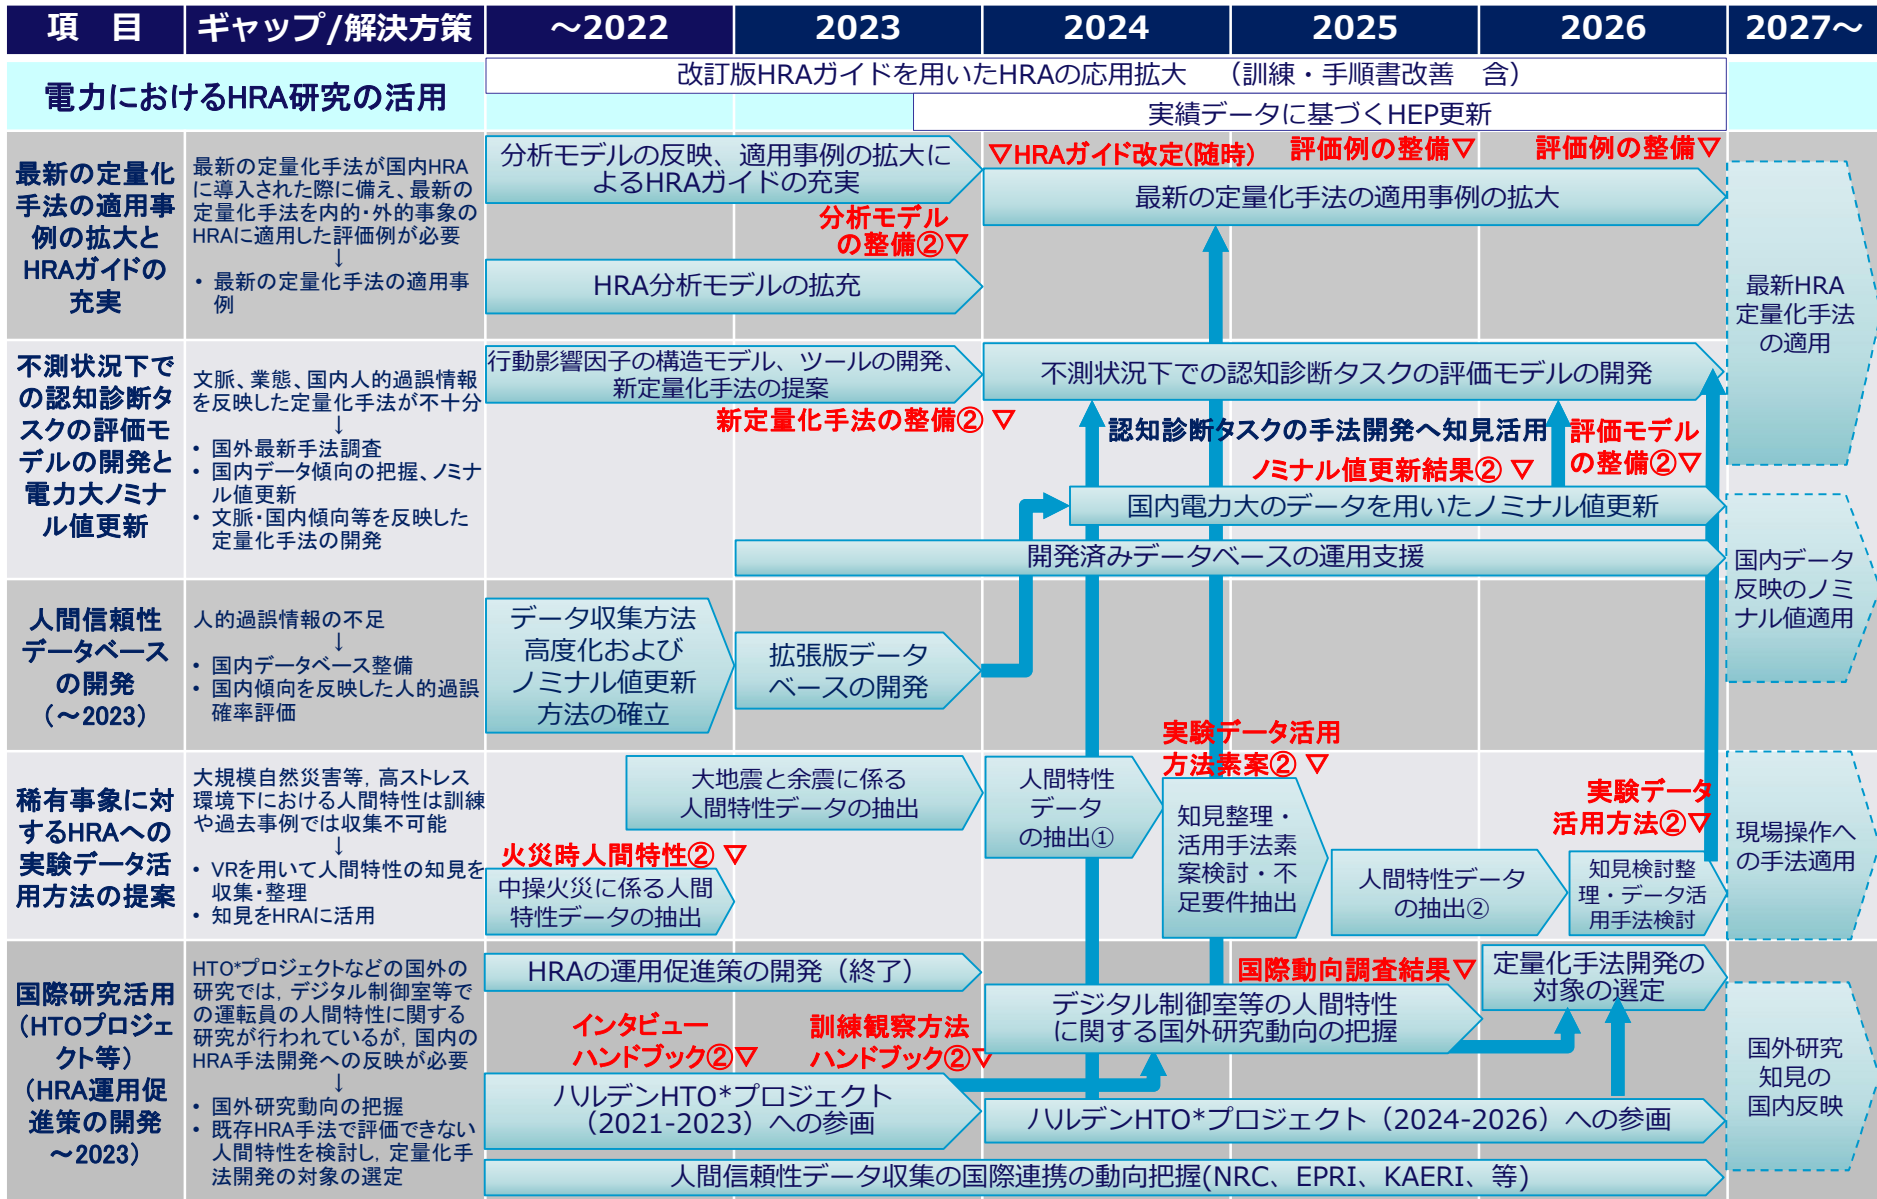 項　目
ギャップ/解決方策
～2022
2023
2024
2025
2026
2027～
電力におけるHRA研究の活用
改訂版HRAガイドを用いたHRAの応用拡大　（訓練・手順書改善　含）
実績データに基づくHEP更新
最新の定量化
手法の適用事
例の拡大と
HRAガイドの
充実
最新の定量化手法が国内HRA
に導入された際に備え、最新の
定量化手法を内的・外的事象の
HRAに適用した評価例が必要
↓
• 最新の定量化手法の適用事
例
分析モデルの反映、適用事例の拡大に
よるHRAガイドの充実
▽HRAガイド改定(随時)
評価例の整備▽
評価例の整備▽
最新の定量化手法の適用事例の拡大
分析モデル
の整備②▽
HRA分析モデルの拡充
最新HRA
定量化手法
の適用
不測状況下で
の認知診断タ
スクの評価モ
デルの開発と
電力大ノミナ
ル値更新
文脈、業態、国内人的過誤情報
を反映した定量化手法が不十分
↓
• 国外最新手法調査
• 国内データ傾向の把握、ノミナ
ル値更新
• 文脈・国内傾向等を反映した
定量化手法の開発
行動影響因子の構造モデル、ツールの開発、
新定量化手法の提案
不測状況下での認知診断タスクの評価モデルの開発
新定量化手法の整備② ▽
認知診断タスクの手法開発へ知見活用
評価モデル
の整備②▽
ノミナル値更新結果② ▽
国内電力大のデータを用いたノミナル値更新
開発済みデータベースの運用支援
国内データ
反映のノミ
ナル値適用
人間信頼性
データベース
の開発
（～2023）
人的過誤情報の不足
↓
• 国内データベース整備
• 国内傾向を反映した人的過誤
確率評価
データ収集方法
高度化および
ノミナル値更新
方法の確立
拡張版データ
ベースの開発
稀有事象に対
するHRAへの
実験データ活
用方法の提案
大規模自然災害等，高ストレス
環境下における人間特性は訓練
や過去事例では収集不可能
↓
• VRを用いて人間特性の知見を
収集・整理
• 知見をHRAに活用
大地震と余震に係る
人間特性データの抽出
火災時人間特性② ▽
中操火災に係る人間
特性データの抽出
人間特性
データ
の抽出①
実験データ活用
方法素案② ▽
知見整理・
活用手法素
案検討・不
足要件抽出
人間特性データ
の抽出②
実験データ
活用方法②▽
知見検討整
理・データ活
用手法検討
現場操作へ
の手法適用
国際研究活用
（HTOプロジェ
クト等）
（HRA運用促
進策の開発
～2023）
HTO*プロジェクトなどの国外の
研究では，デジタル制御室等で
の運転員の人間特性に関する
研究が行われているが，国内の
HRA手法開発への反映が必要
↓
• 国外研究動向の把握
• 既存HRA手法で評価できない
人間特性を検討し，定量化手
法開発の対象の選定
HRAの運用促進策の開発（終了）
国際動向調査結果▽
定量化手法開発の
対象の選定
インタビュー
ハンドブック②▽
訓練観察方法
ハンドブック②▽
デジタル制御室等の人間特性
に関する国外研究動向の把握
ハルデンHTO*プロジェクト
（2021-2023）への参画
ハルデンHTO*プロジェクト（2024-2026）への参画
人間信頼性データ収集の国際連携の動向把握(NRC、EPRI、KAERI、等)
国外研究
知見の
国内反映